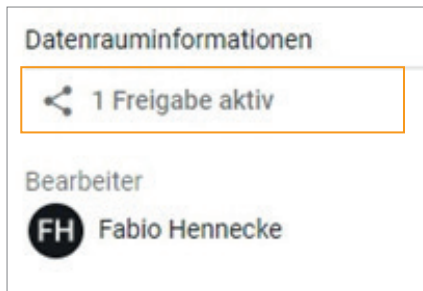 Datenrauminformationen
1 Freigabe aktiv
Bearbeiter
FH Fabio Hennecke